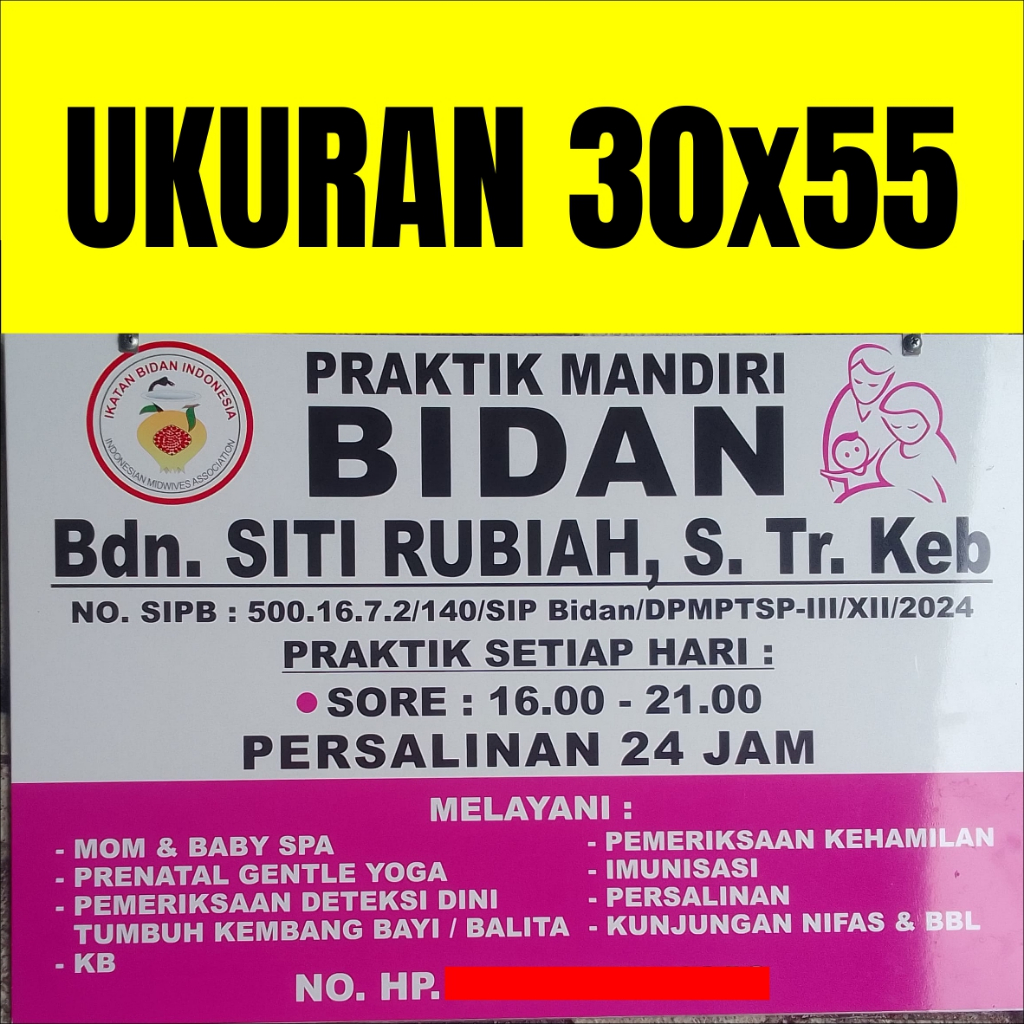 UKURAN 30x55
IKATAN BIDAN INDONESIA
INDONESIAN MIDWIVES ASSOCIATION
PRAKTIK MANDIRI
BIDAN
Bdn. SITI RUBIAH, S. Tr. Keb
NO. SIPB : 500.16.7.2/140/SIP Bidan/DPMPTSP-III/XII/2024
PRAKTIK SETIAP HARI :
SORE : 16.00 - 21.00
PERSALINAN 24 JAM
MELAYANI :
- MOM & BABY SPA
- PRENATAL GENTLE YOGA
- PEMERIKSAAN DETEKSI DINI
TUMBUH KEMBANG BAYI / BALITA
- KB
- PEMERIKSAAN KEHAMILAN
- IMUNISASI
- PERSALINAN
- KUNJUNGAN NIFAS & BBL
NO. HP.